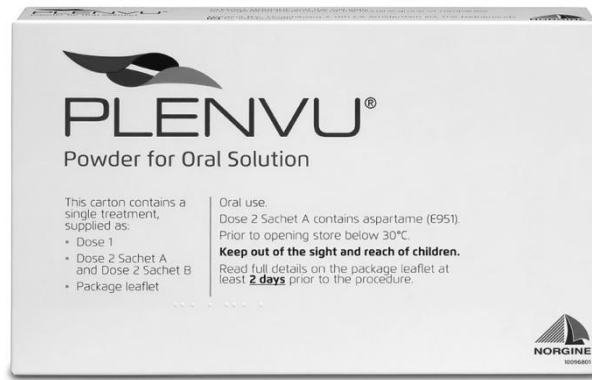 PLENVU®
PLENVU®
Powder for Oral Solution
This carton contains a
single treatment,
supplied as:
• Dose 1
• Dose 2 Sachet A
and Dose 2 Sachet B
• Package leaflet
Oral use.
Dose 2 Sachet A contains aspartame (E951).
Prior to opening store below 30°C.
Keep out of the sight and reach of children.
Read full details on the package leaflet at
least 2 days prior to the procedure.
NORGINE
10096801